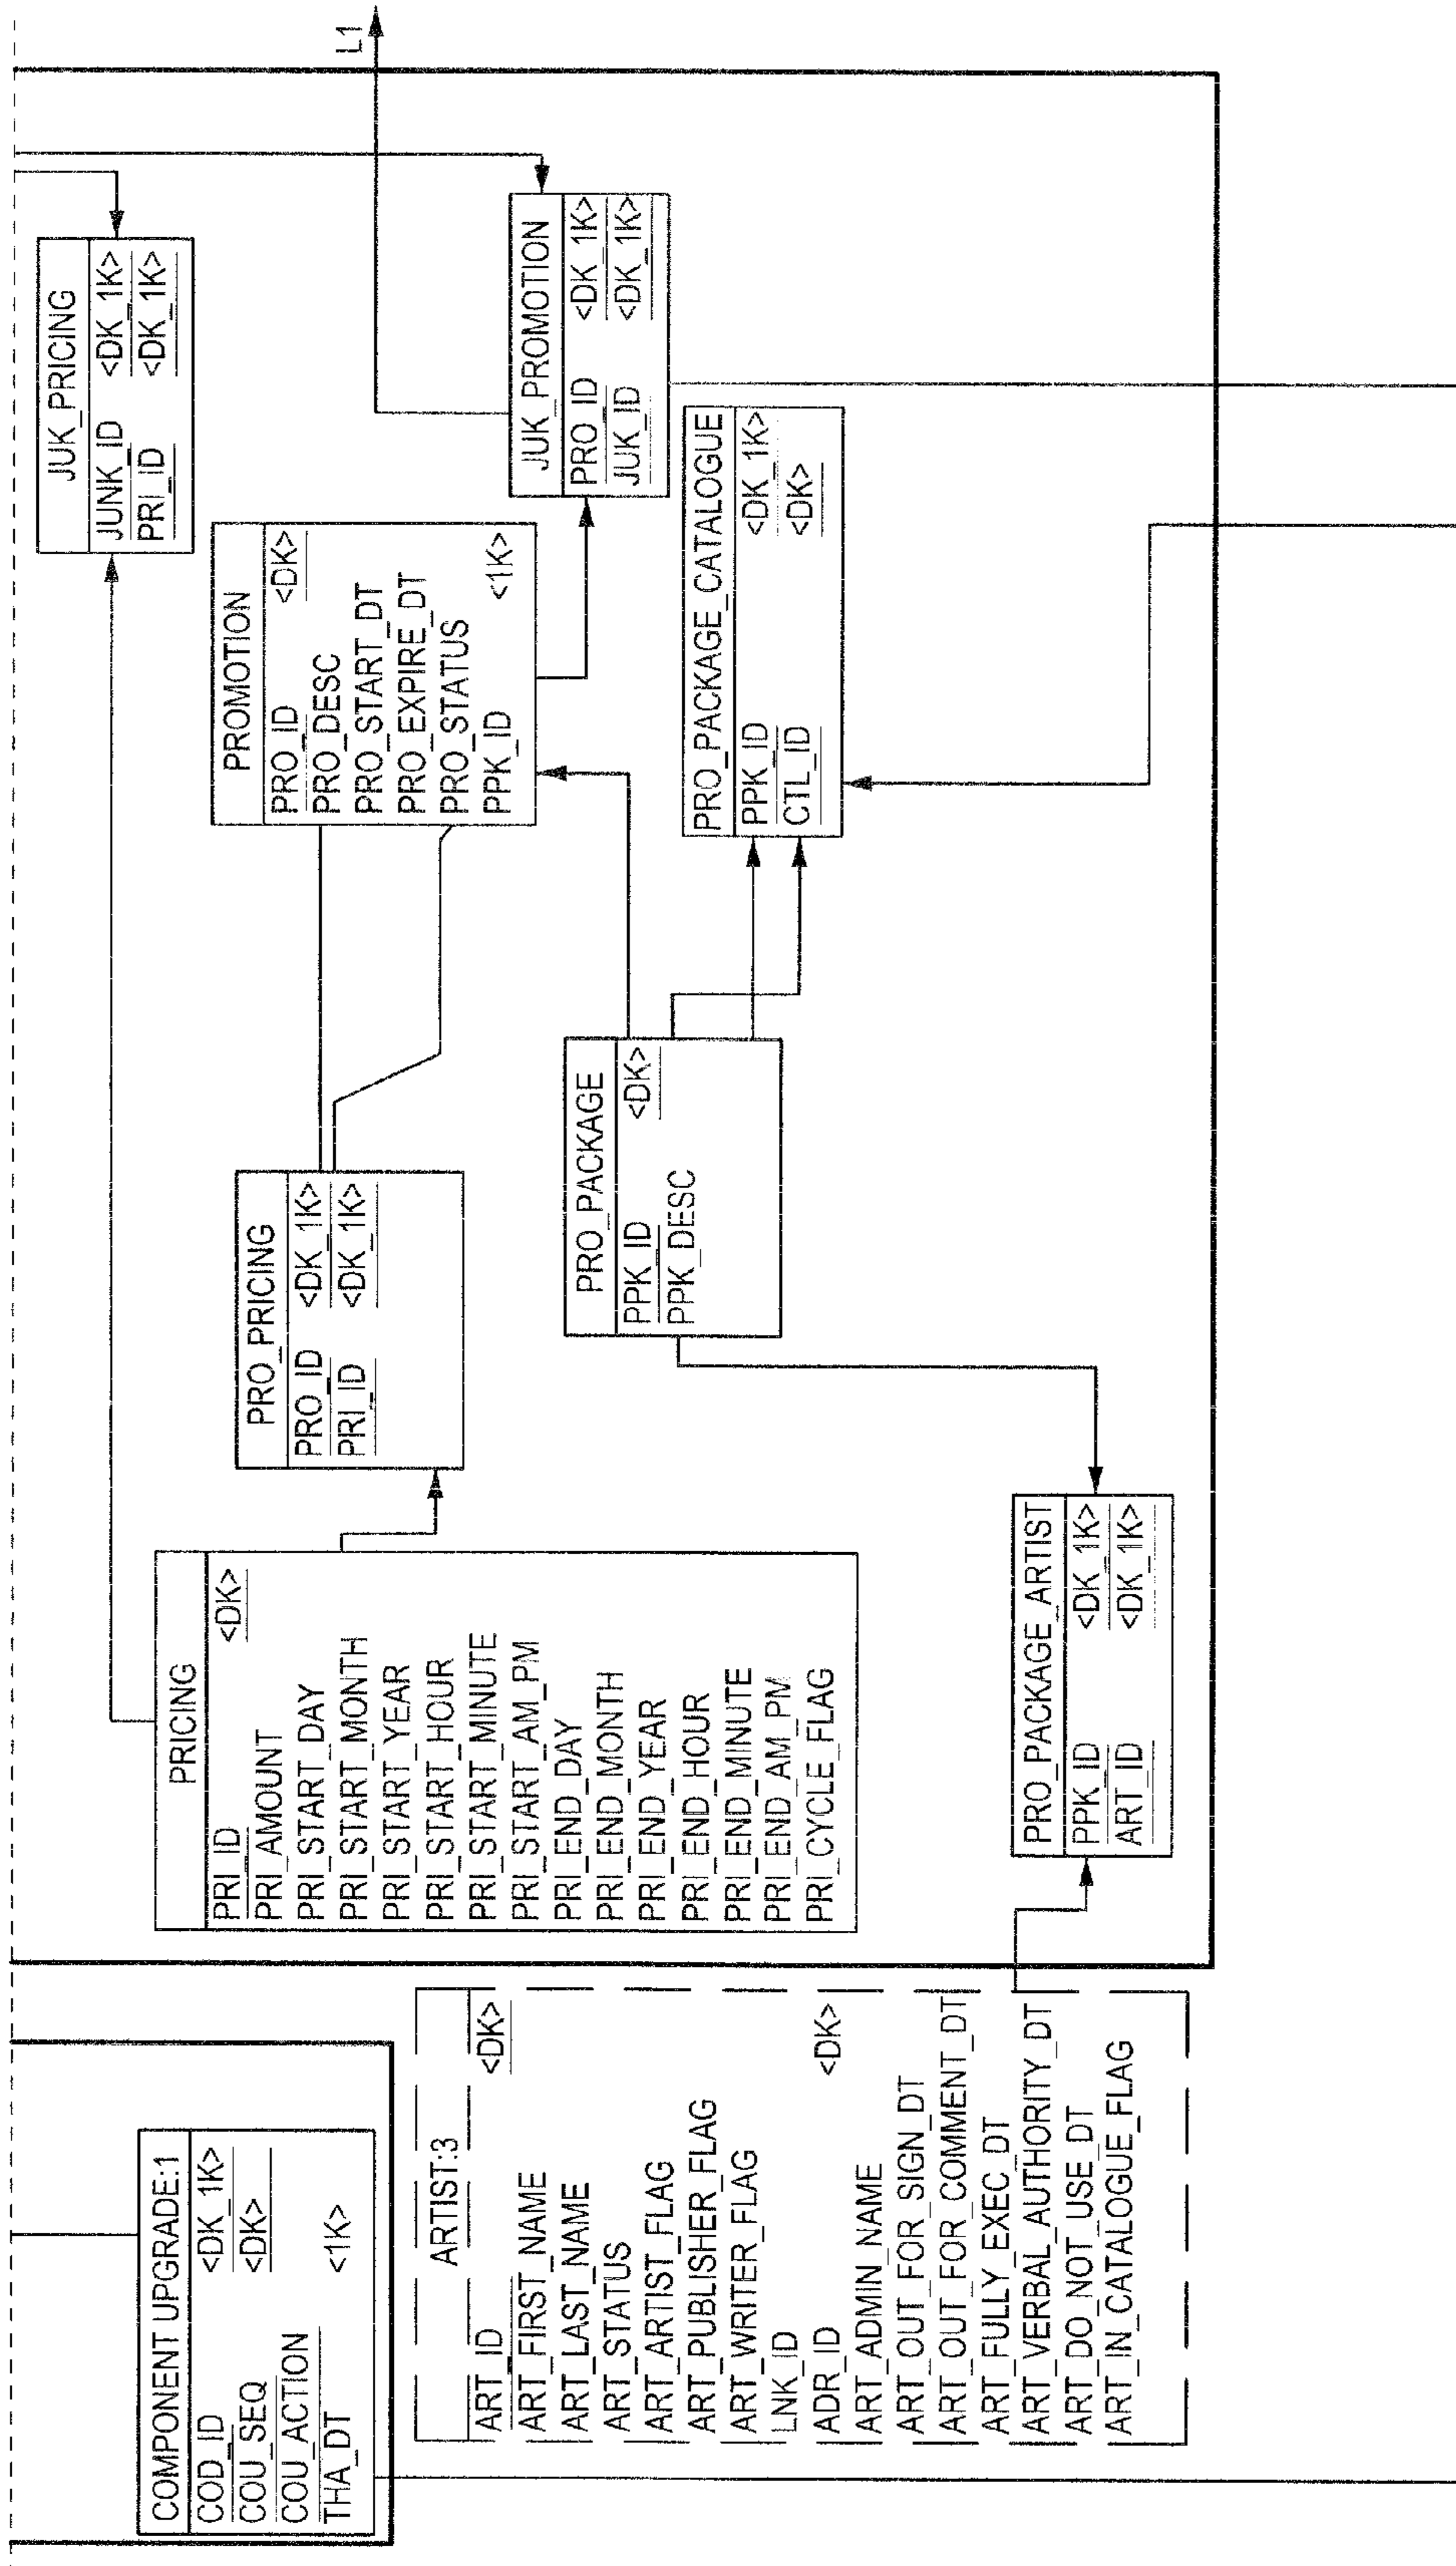 COMPONENT UPGRADE:1
COD_ID <DK_1K>
COU_SEQ <DK>
COU_ACTION
THA_DT <1K>
ARTIST:3
ART_ID <DK>
ART_FIRST_NAME
ART_LAST_NAME
ART_STATUS
ART_ARTIST_FLAG
ART_PUBLISHER_FLAG
ART_WRITER_FLAG
LNK_ID
ADR_ID <DK>
ART_ADMIN_NAME
ART_OUT_FOR_SIGN_DT
ART_OUT_FOR_COMMENT_DT
ART_FULLY_EXEC_DT
ART_VERBAL_AUTHORITY_DT
ART_DO_NOT_USE_DT
ART_IN_CATALOGUE_FLAG
PRICING
PRI_ID <DK>
PRI_AMOUNT
PRI_START_DAY
PRI_START_MONTH
PRI_START_YEAR
PRI_START_HOUR
PRI_START_MINUTE
PRI_START_AM_PM
PRI_END_DAY
PRI_END_MONTH
PRI_END_YEAR
PRI_END_HOUR
PRI_END_MINUTE
PRI_END_AM_PM
PRI_CYCLE_FLAG
PRO_PACKAGE_ARTIST
PPK_ID <DK_1K>
ART_ID <DK_1K>
PRO_PRICING
PRO_ID <DK_1K>
PRI_ID <DK_1K>
PRO_PACKAGE
PPK_ID <DK>
PPK_DESC
PROMOTION
PRO_ID <DK>
PRO_DESC
PRO_START_DT
PRO_EXPIRE_DT
PRO_STATUS
PPK_ID <1K>
PRO_PACKAGE_CATALOGUE
PPK_ID <DK_1K>
CTL_ID <DK>
JUK_PRICING
JUNK_ID <DK_1K>
PRI_ID <DK_1K>
JUK_PROMOTION
PRO_ID <DK_1K>
JUK_ID <DK_1K>
L1